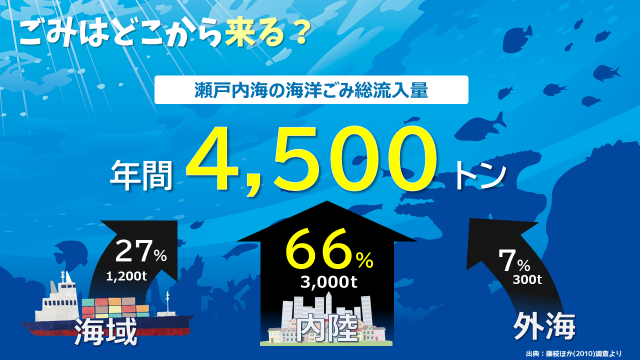 ごみはどこから来る？
瀬戸内海の海洋ごみ総流入量
年間 4,500 トン
27%
1,200t
海域
66%
3,000t
内陸
7%
300t
外海
出典：藤枝ほか(2010)調査より